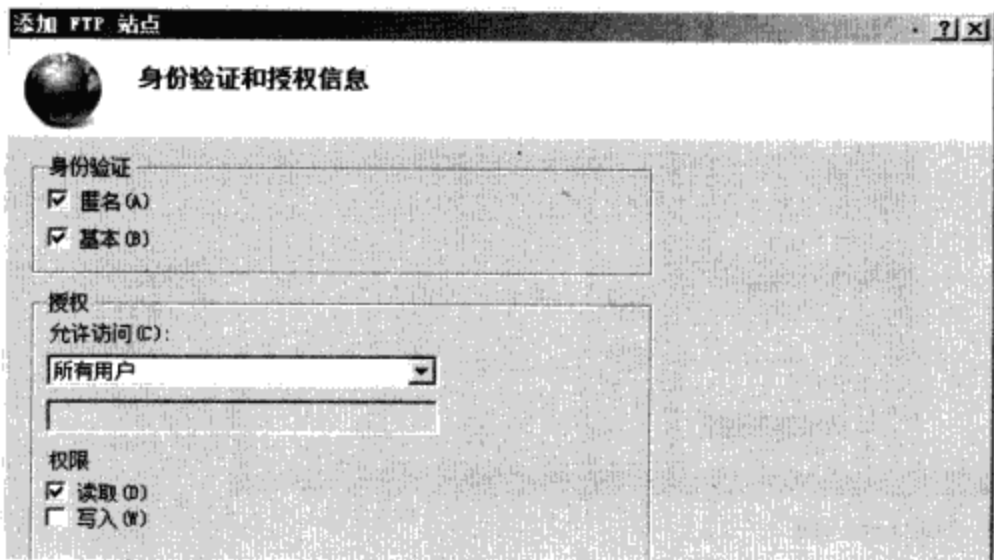 添加 FTP 站点
身份验证和授权信息
身份验证
匿名(A)
基本(B)
授权
允许访问(C):
所有用户
权限
读取(D)
写入(W)